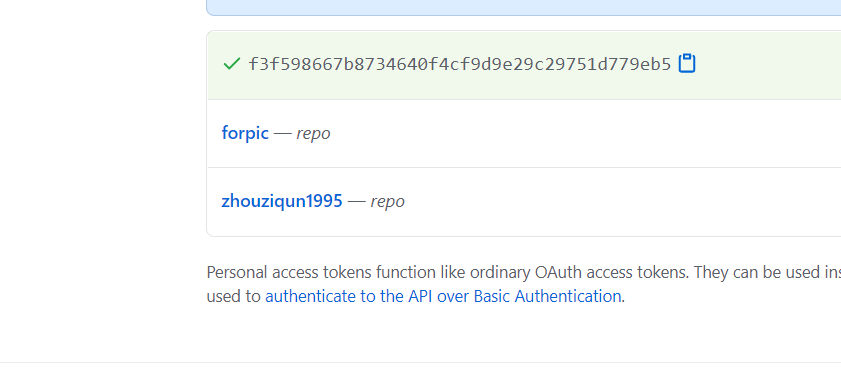 f3f598667b8734640f4cf9d9e29c29751d779eb5
forpic — repo
zhouziqun1995 — repo
Personal access tokens function like ordinary OAuth access tokens. They can be used ins
used to authenticate to the API over Basic Authentication.